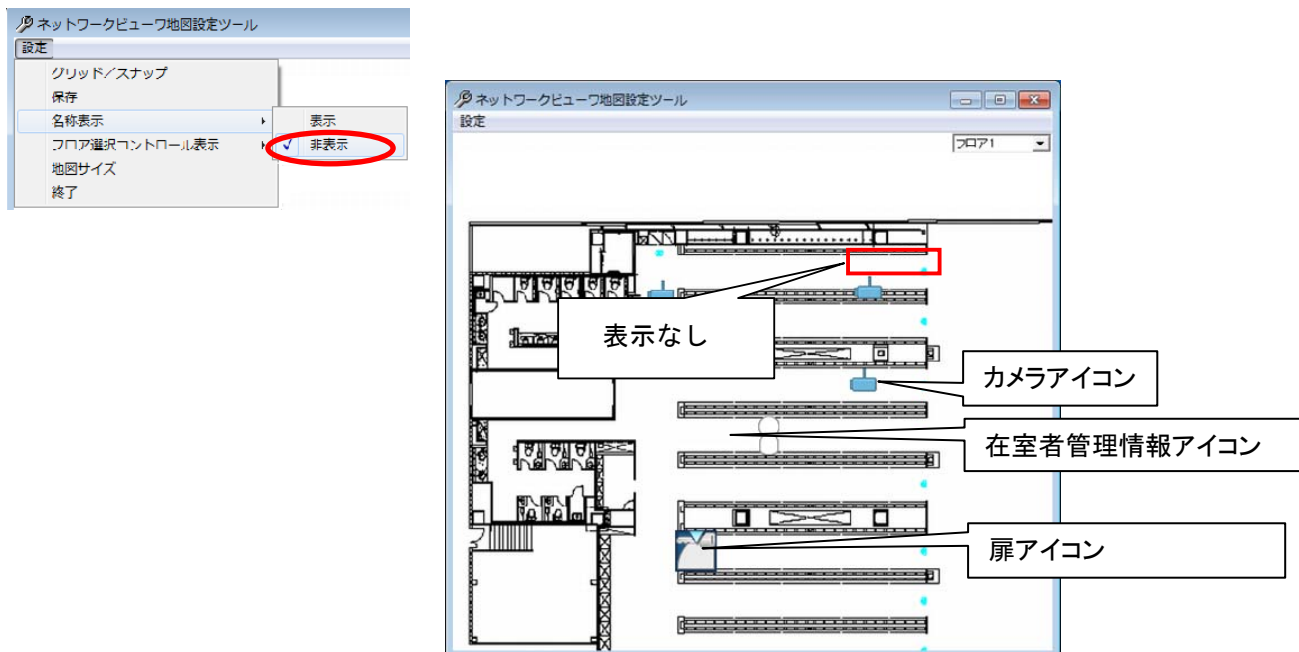 ネットワークビューワ地図設定ツール
設定
グリッド/スナップ
保存
名称表示
フロア選択コントロール表示
地図サイズ
終了
表示
非表示
ネットワークビューワ地図設定ツール
設定
フロア1
表示なし
カメラアイコン
在室者管理情報アイコン
扉アイコン